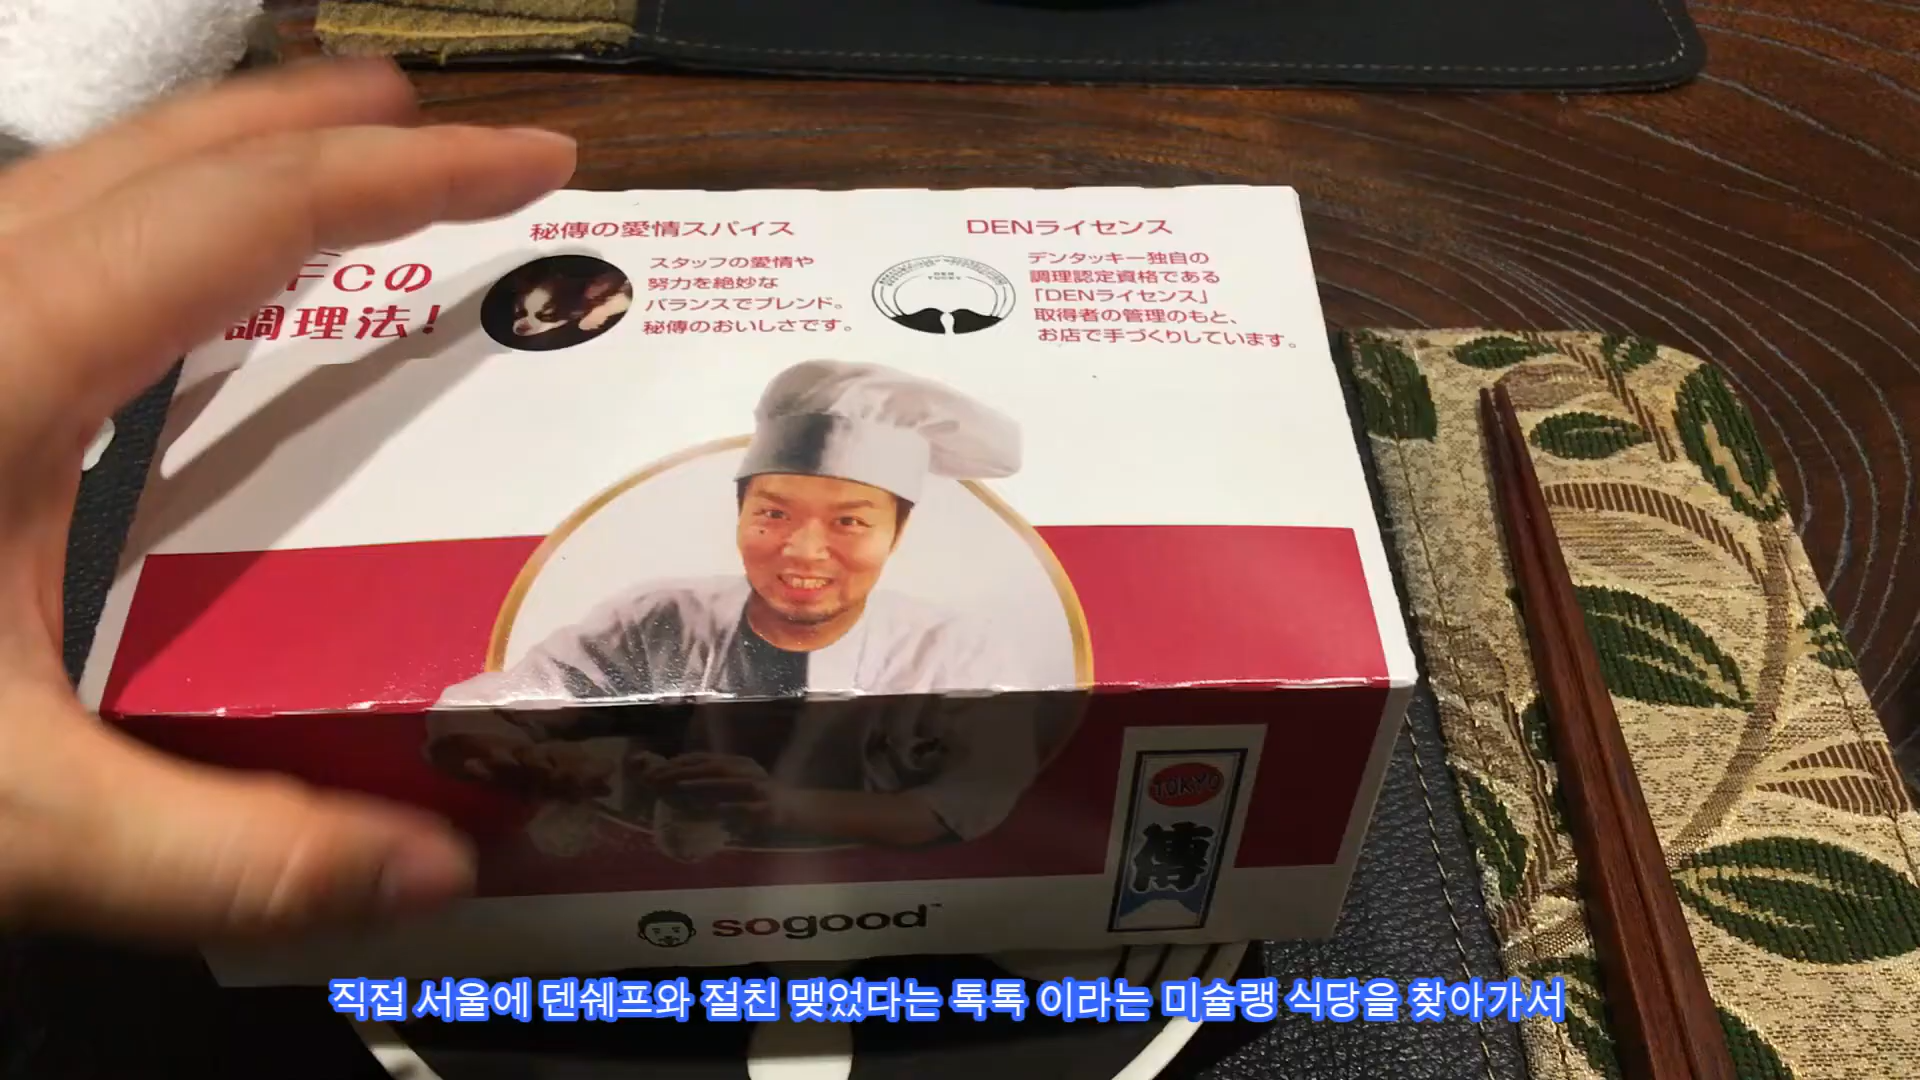 秘傳の愛情スパイス
スタッフの愛情や
努力を絶妙な
バランスでブレンド。
秘傳のおいしさです。
DENライセンス
デンタッキー独自の
調理認定資格である
「DENライセンス」
取得者の管理のもと、
お店で手づくりしています。
FCの
調理法!
TOKYO
傳
sogood™
직접 서울에 덴쉐프와 절친 맺었다는 톡톡 이라는 미슐랭 식당을 찾아가서